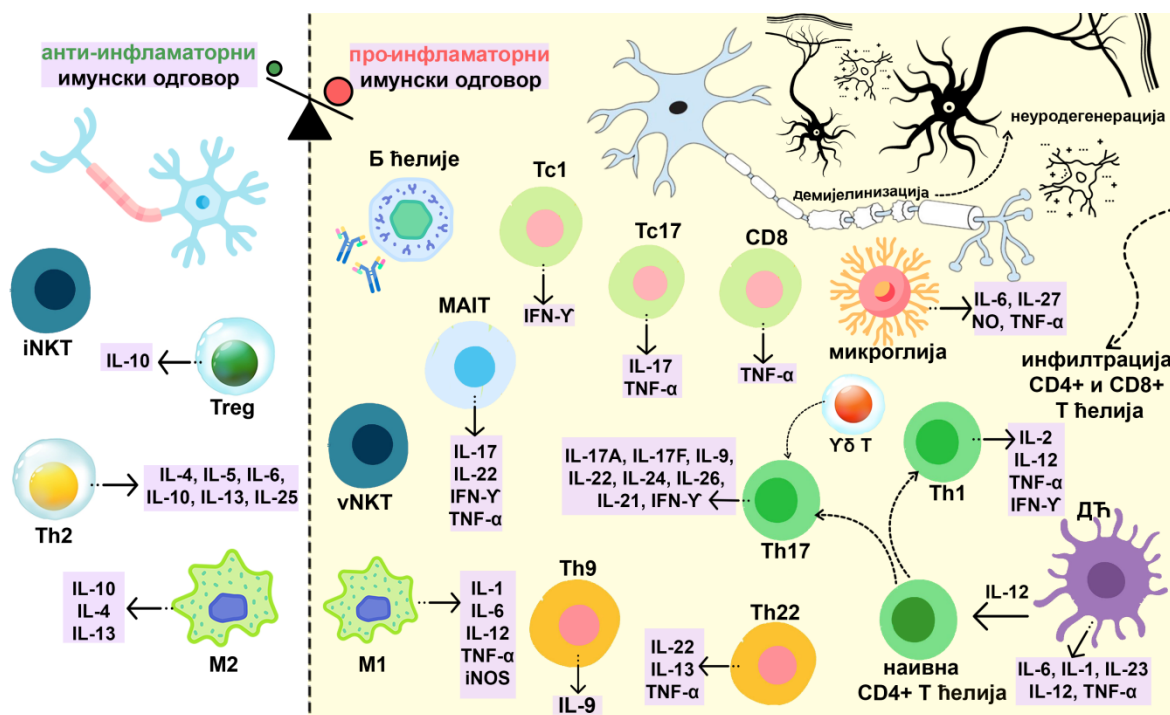 анти-инфламаторни
имунски одговор
про-инфламаторни
имунски одговор
неуродегенерација
демијелинизација
Б ћелије
Tc1
IFN-ϒ
Tc17
IL-17
TNF-α
CD8
TNF-α
микроглија
IL-6, IL-27
NO, TNF-α
инфилтрација
CD4+ и CD8+
Т ћелија
iNKT
IL-10
Treg
MAIT
IL-17
IL-22
IFN-ϒ
TNF-α
vNKT
ϒδ T
IL-17A, IL-17F, IL-9,
IL-22, IL-24, IL-26,
IL-21, IFN-ϒ
Th17
Th1
IL-2
IL-12
TNF-α
IFN-ϒ
IL-4, IL-5, IL-6,
IL-10, IL-13, IL-25
Th2
IL-10
IL-4
IL-13
M2
M1
IL-1
IL-6
IL-12
TNF-α
iNOS
Th9
IL-9
Th22
IL-22
IL-13
TNF-α
наивна
CD4+ Т ћелија
IL-12
ДЋ
IL-6, IL-1, IL-23
IL-12, TNF-α